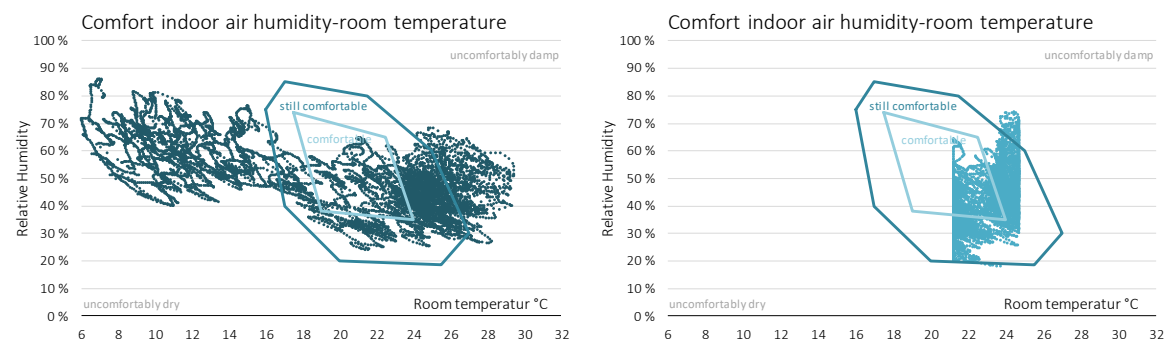 Comfort indoor air humidity-room temperature
100 %
uncomfortably damp
90 %
80 %
still comfortable
70 %
comfortable
60 %
50 %
40 %
30 %
20 %
10 %
uncomfortably dry
Room temperatur °C
0 %
6 8 10 12 14 16 18 20 22 24 26 28 30 32
Relative Humidity
Comfort indoor air humidity-room temperature
100 %
uncomfortably damp
90 %
80 %
still comfortable
70 %
comfortable
60 %
50 %
40 %
30 %
20 %
10 %
uncomfortably dry
Room temperatur °C
0 %
6 8 10 12 14 16 18 20 22 24 26 28 30 32
Relative Humidity